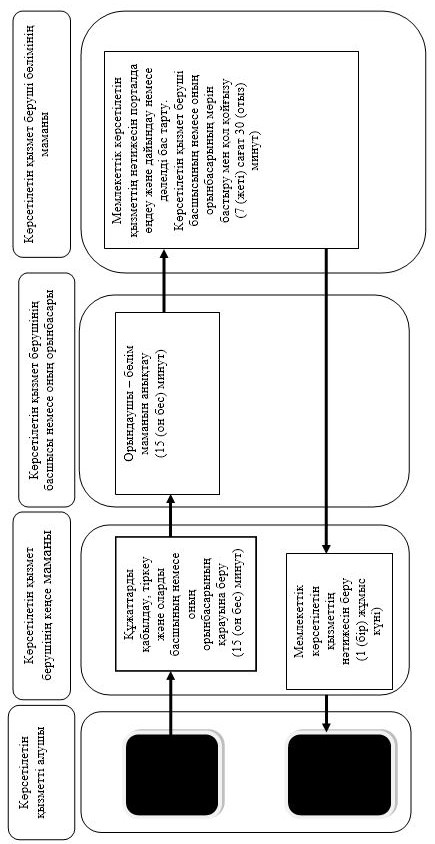 Көрсетілетін
қызметті алушы
Көрсетілетін қызмет
берушінің кеңсе маманы
Көрсетілетін қызмет берушінің
басшысы немесе оның орынбасары
Көрсетілетін қызмет беруші бөлімінің
маманы
Құжаттарды
қабылдау, тіркеу
және оларды
басшының немесе
оның
орынбасарының
қарауына беру
(15 (он бес) минут)
Орындаушы – бөлім
маманын анықтау
(15 (он бес) минут)
Мемлекеттік көрсетілетін
қызметтің нәтижесін порталда
өңдеу және дайындау немесе
дәлелді бас тарту.
Көрсетілетін қызмет беруші
басшысының немесе оның
орынбасарының мөрін
бастыру мен қол қойғызу
(7 (жеті) сағат 30 (отыз)
минут)
Мемлекеттік
көрсетілетін
қызметтің
нәтижесін беру
(1 (бір) жұмыс
күні)